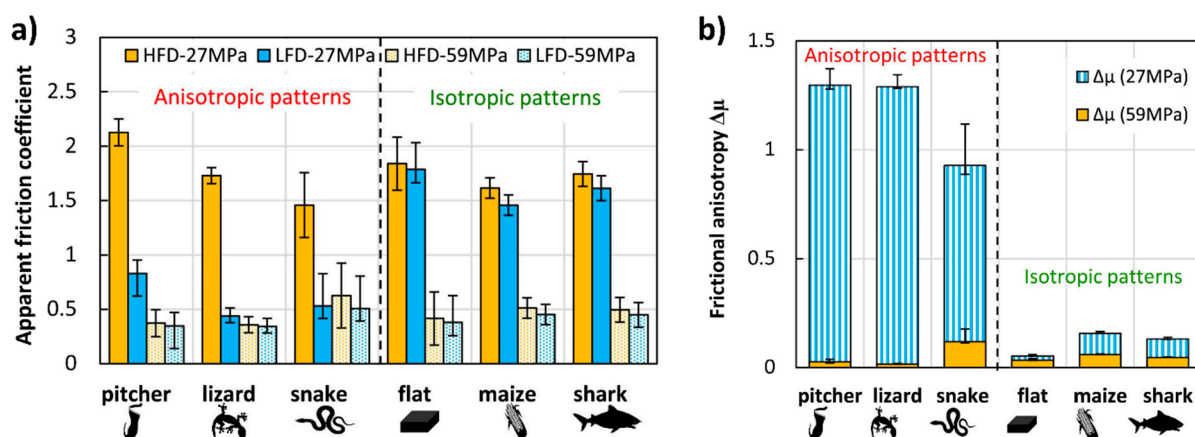 a)
3
2.5
2
1.5
1
0.5
0
Apparent friction coefficient
HFD-27MPa LFD-27MPa HFD-59MPa LFD-59MPa
Anisotropic patterns Isotropic patterns
pitcher lizard snake flat maize shark
b)
1.5
1
0.5
0
Frictional anisotropy Δμ
Anisotropic patterns
Δμ (27MPa)
Δμ (59MPa)
Isotropic patterns
pitcher lizard snake flat maize shark